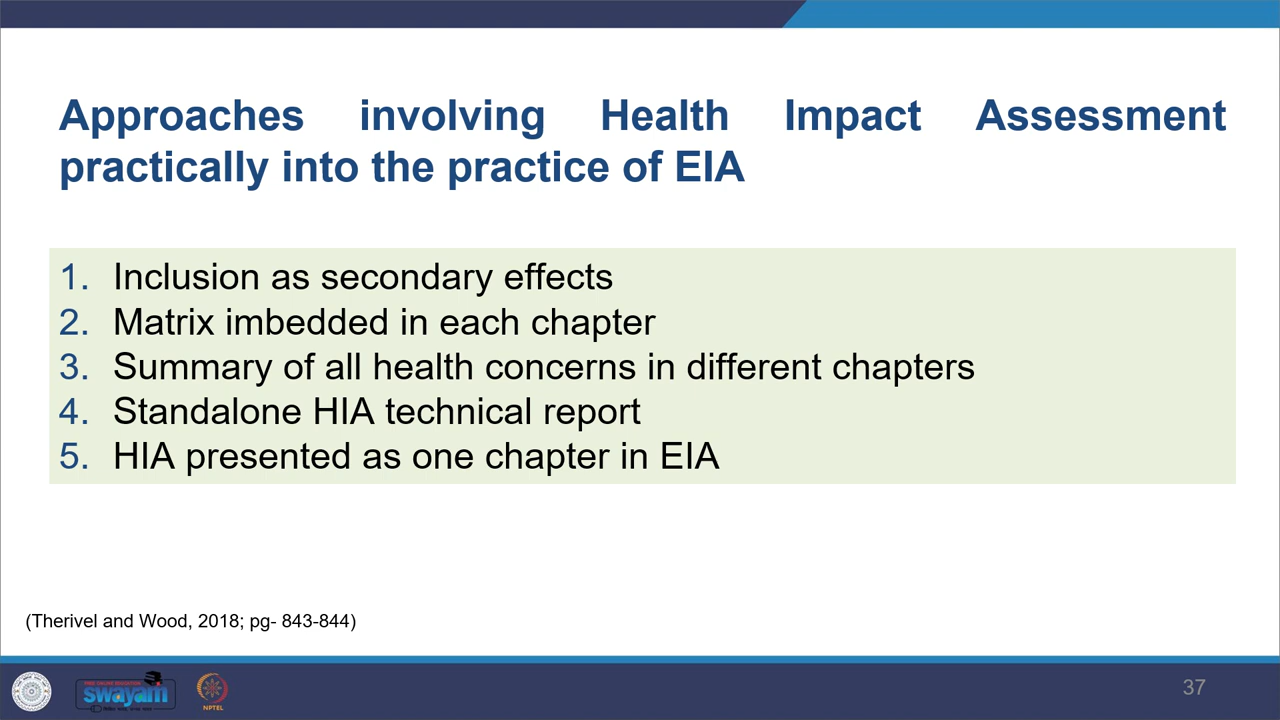 Approaches involving Health Impact Assessment
practically into the practice of EIA
1. Inclusion as secondary effects
2. Matrix imbedded in each chapter
3. Summary of all health concerns in different chapters
4. Standalone HIA technical report
5. HIA presented as one chapter in EIA
(Therivel and Wood, 2018; pg- 843-844)
swayam
NPTEL
37